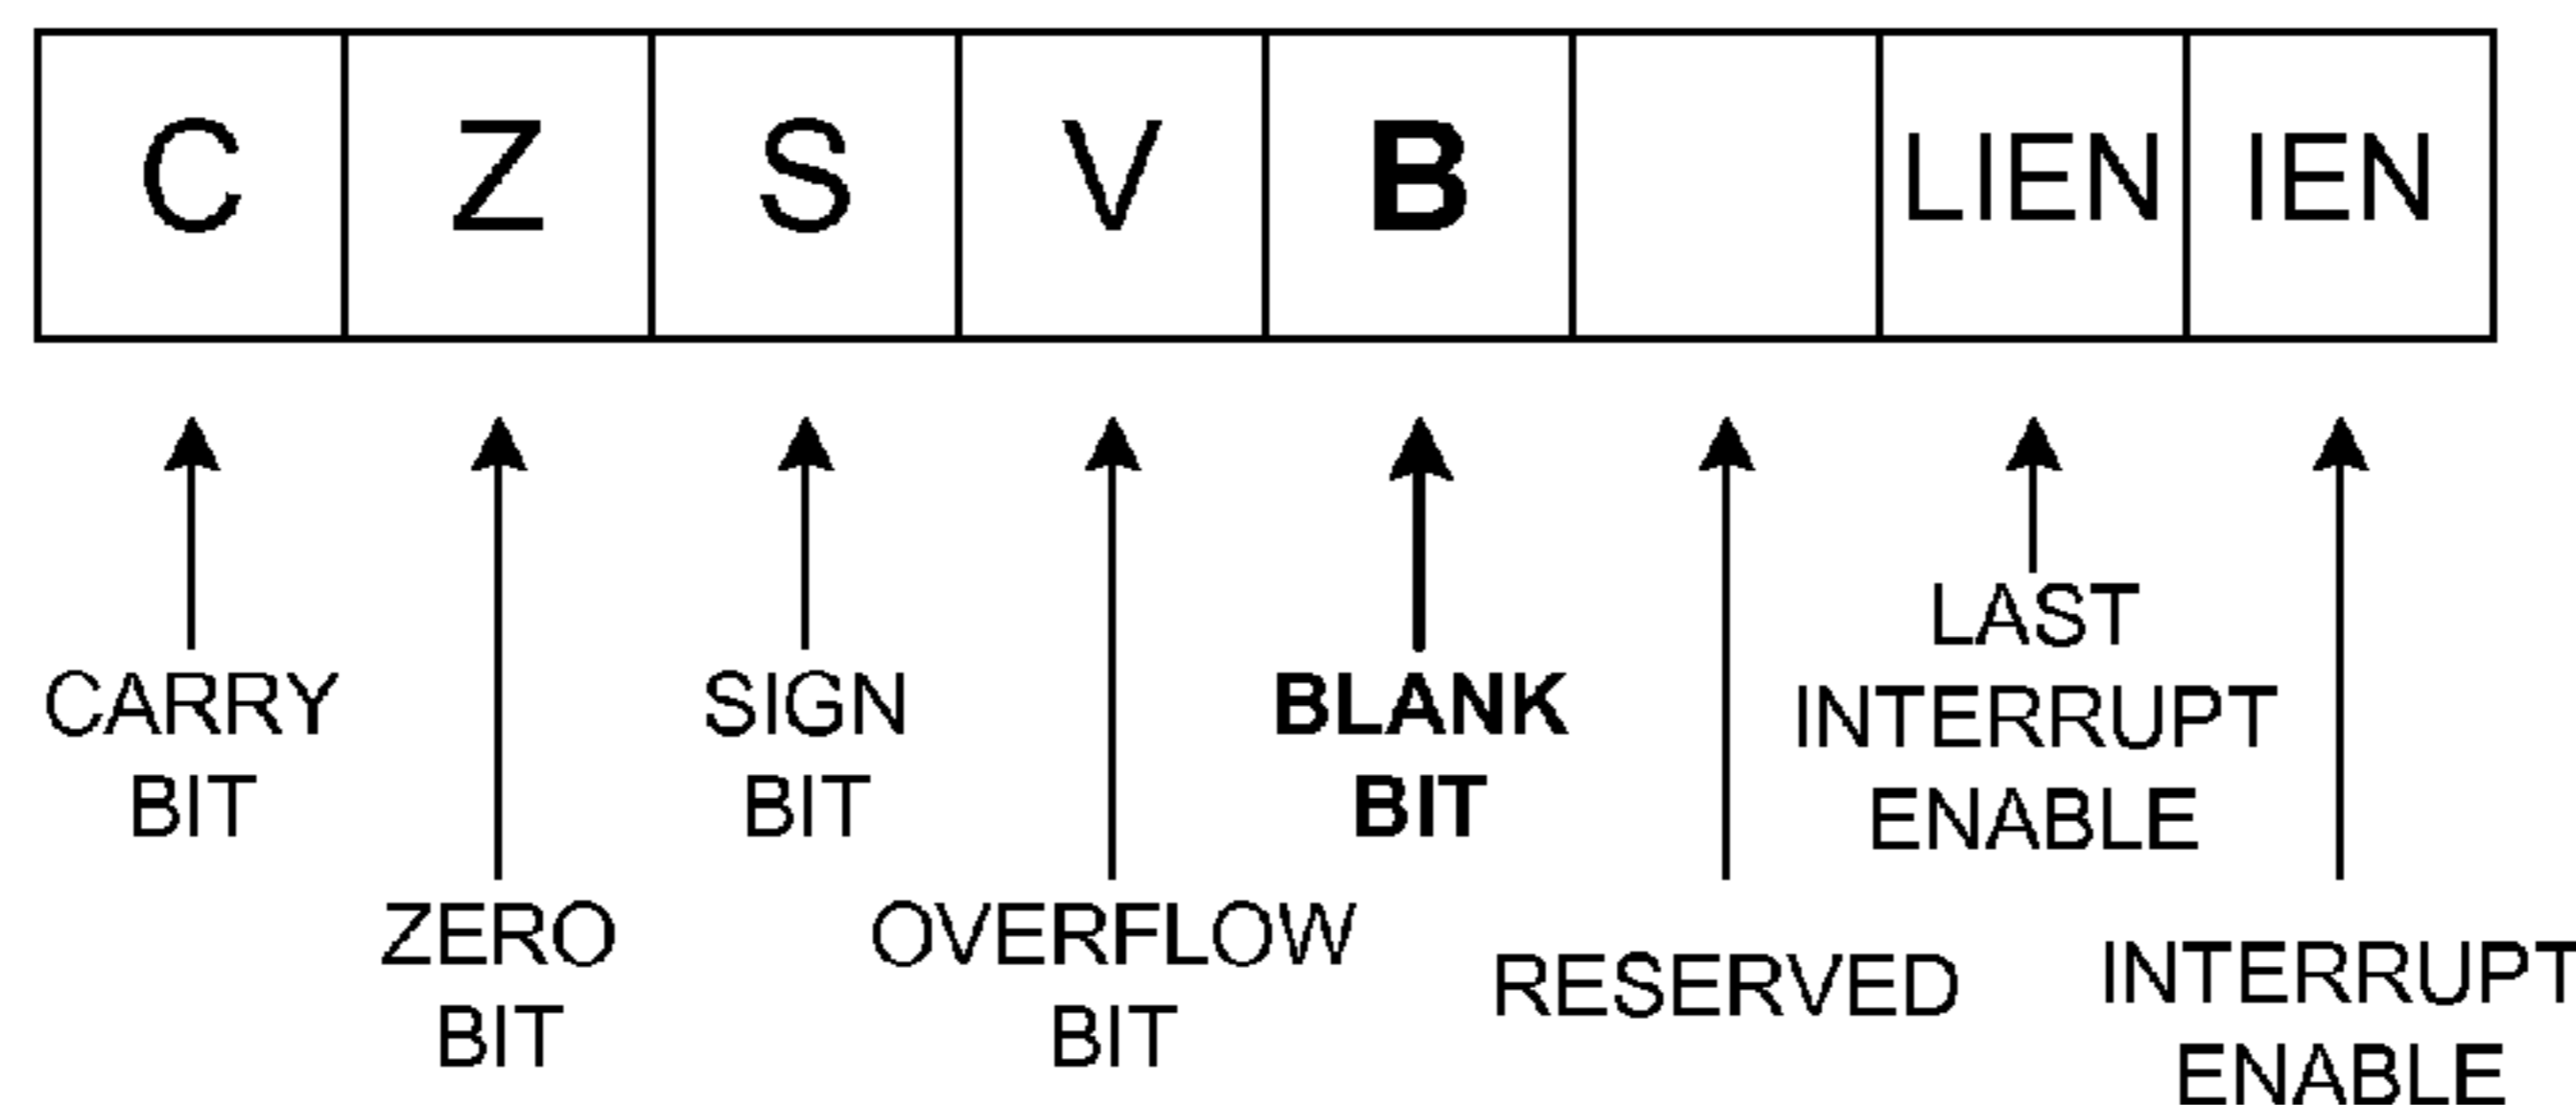 C Z S V B LIEN IEN
CARRY
BIT
ZERO
BIT
SIGN
BIT
OVERFLOW
BIT
BLANK
BIT
RESERVED
LAST
INTERRUPT
ENABLE
INTERRUPT
ENABLE